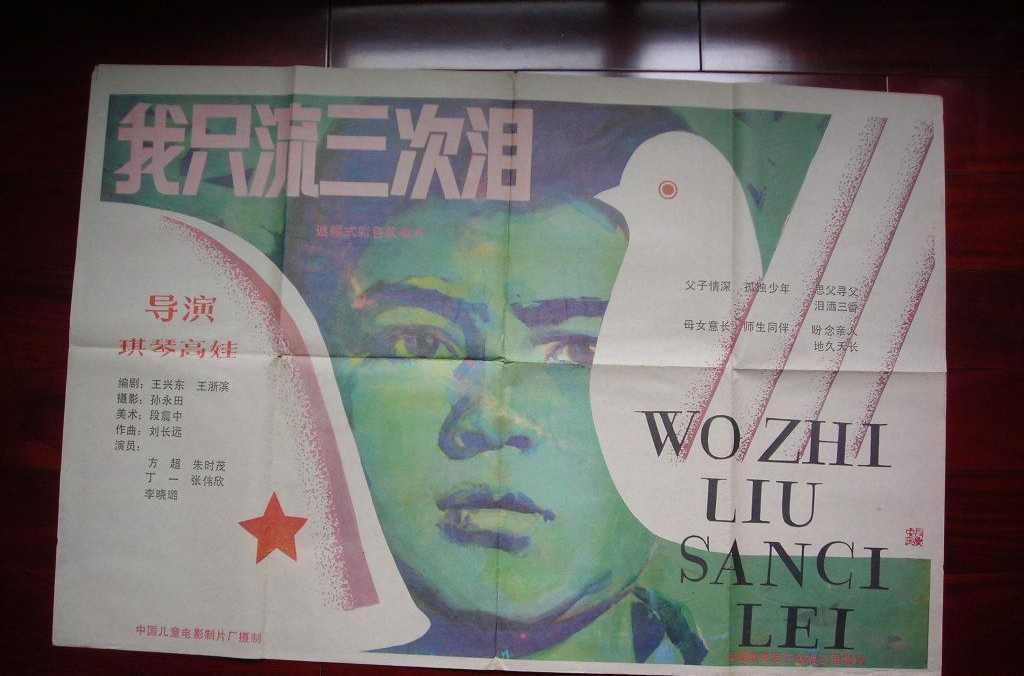 我只流三次泪
遮幅式彩色故事片
导演
琪琴高娃
编剧：王兴东 王浙滨
摄影：孙永田
美术：段震中
作曲：刘长远
演员：
方超 朱时茂
丁一 张伟欣
李晓璐
中国儿童电影制片厂摄制
父子情深 孤独少年 思父寻父
泪洒三番
母女意长 师生同伴 盼念亲人
地久天长
WO ZHI
LIU
SANCI
LEI